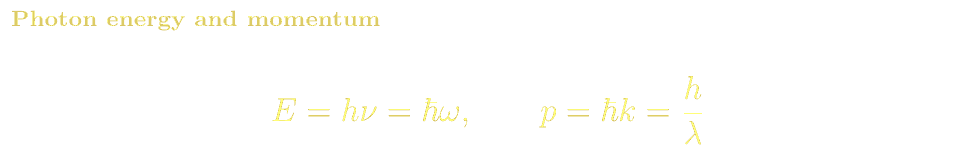 Photon energy and momentum
E = hν = ħω, p = ħk = h/λ